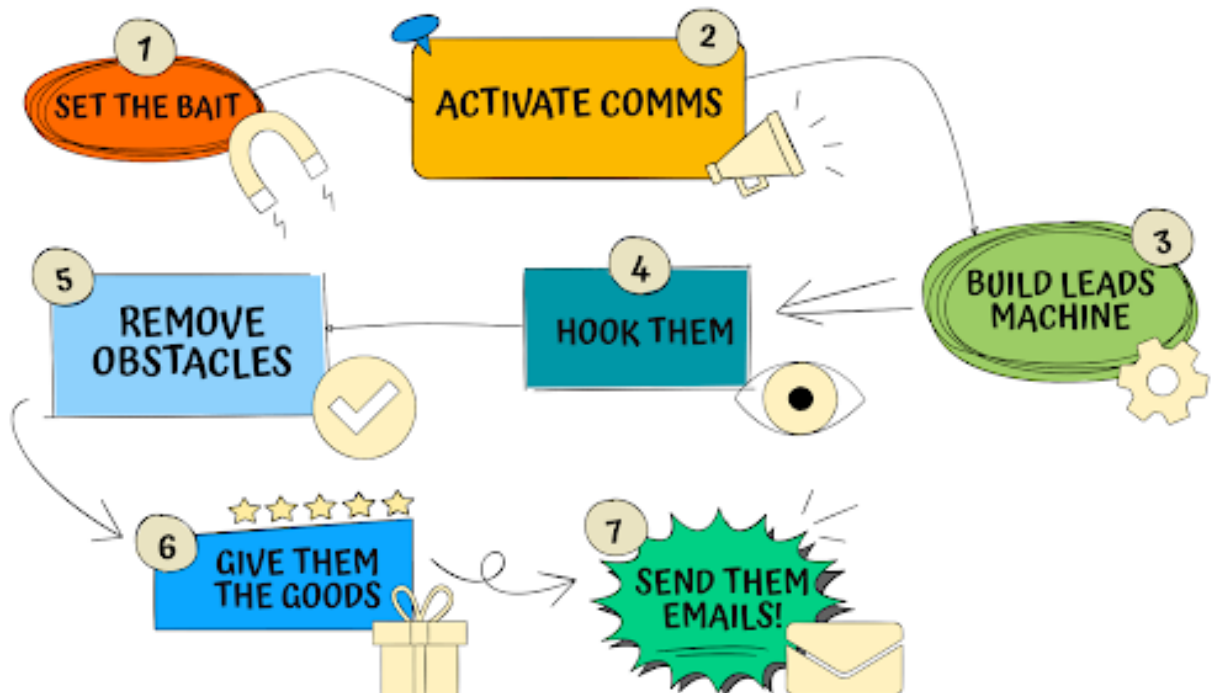 1
SET THE BAIT
2
ACTIVATE COMMS
3
BUILD LEADS
MACHINE
4
HOOK THEM
5
REMOVE
OBSTACLES
6
GIVE THEM
THE GOODS
7
SEND THEM
EMAILS!